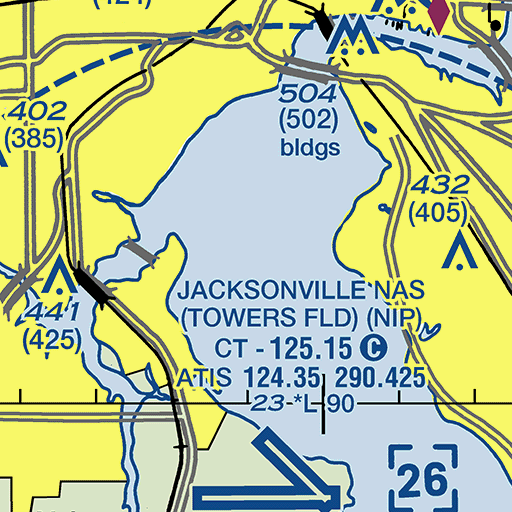 402
(385)
504
(502)
bldgs
432
(405)
441
(425)
JACKSONVILLE NAS
(TOWERS FLD) (NIP)
CT - 125.15 C
ATIS 124.35 290.425
23 *L 90
26